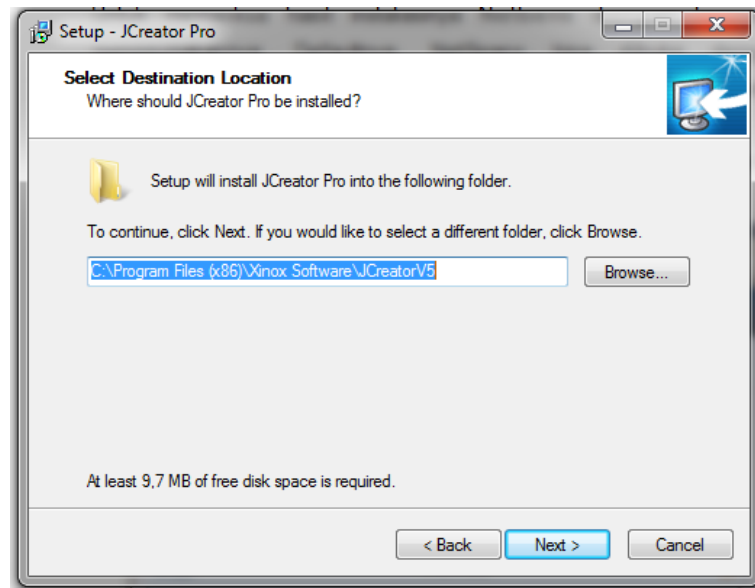 Setup - JCreator Pro
Select Destination Location
Where should JCreator Pro be installed?
Setup will install JCreator Pro into the following folder.
To continue, click Next. If you would like to select a different folder, click Browse.
C:\Program Files (x86)\Xinox Software\JCreatorV5
Browse...
At least 9,7 MB of free disk space is required.
< Back
Next >
Cancel